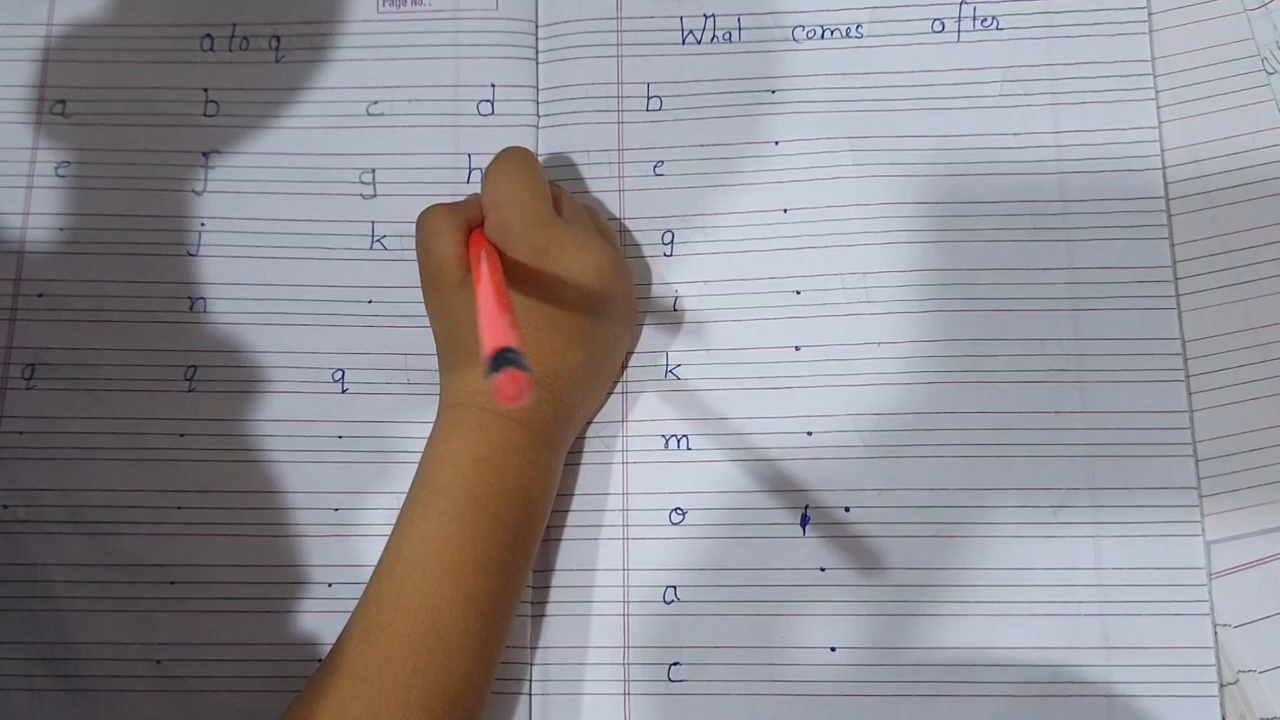 Page No.:
a to q
a b c d
e f g h
j k
n
q q q
What comes after
b
e
g
i
k
m
o
a
c